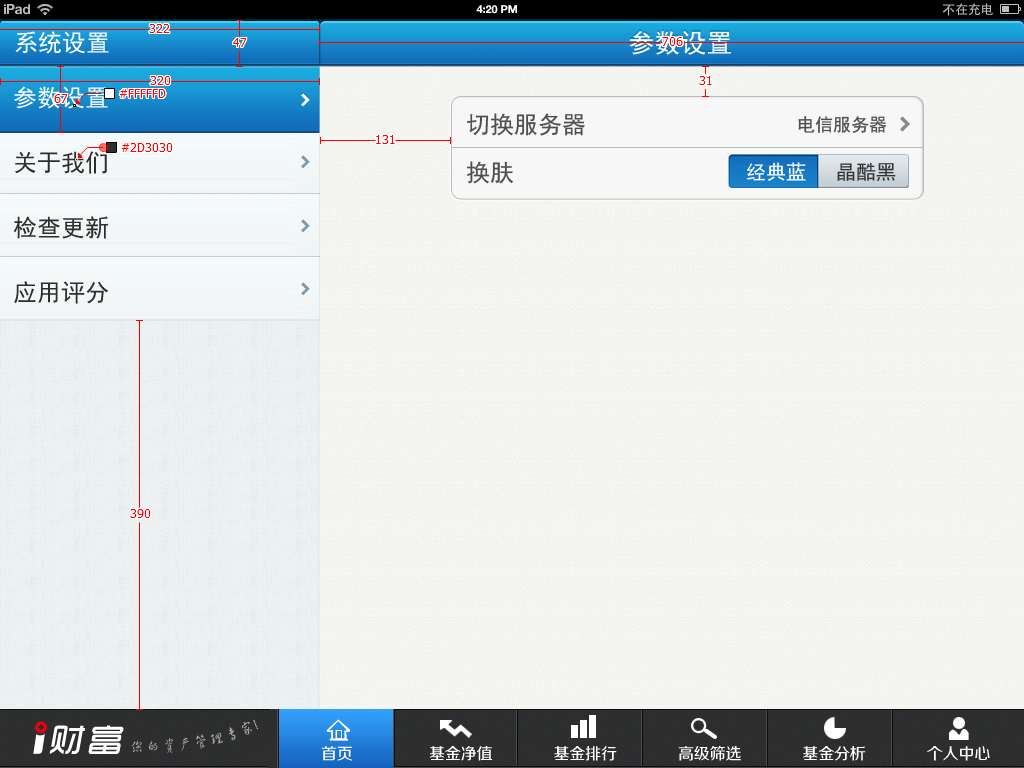 iPad 4:20 PM 不在充电
322
系统设置 47 参数设置 706
320 31
参数设置 67 #FFFFFD
#2D3030
131
切换服务器 电信服务器
关于我们
换肤 经典蓝 晶酷黑
检查更新
应用评分
390
i财富 你的资产管理专家!
首页 基金净值 基金排行 高级筛选 基金分析 个人中心